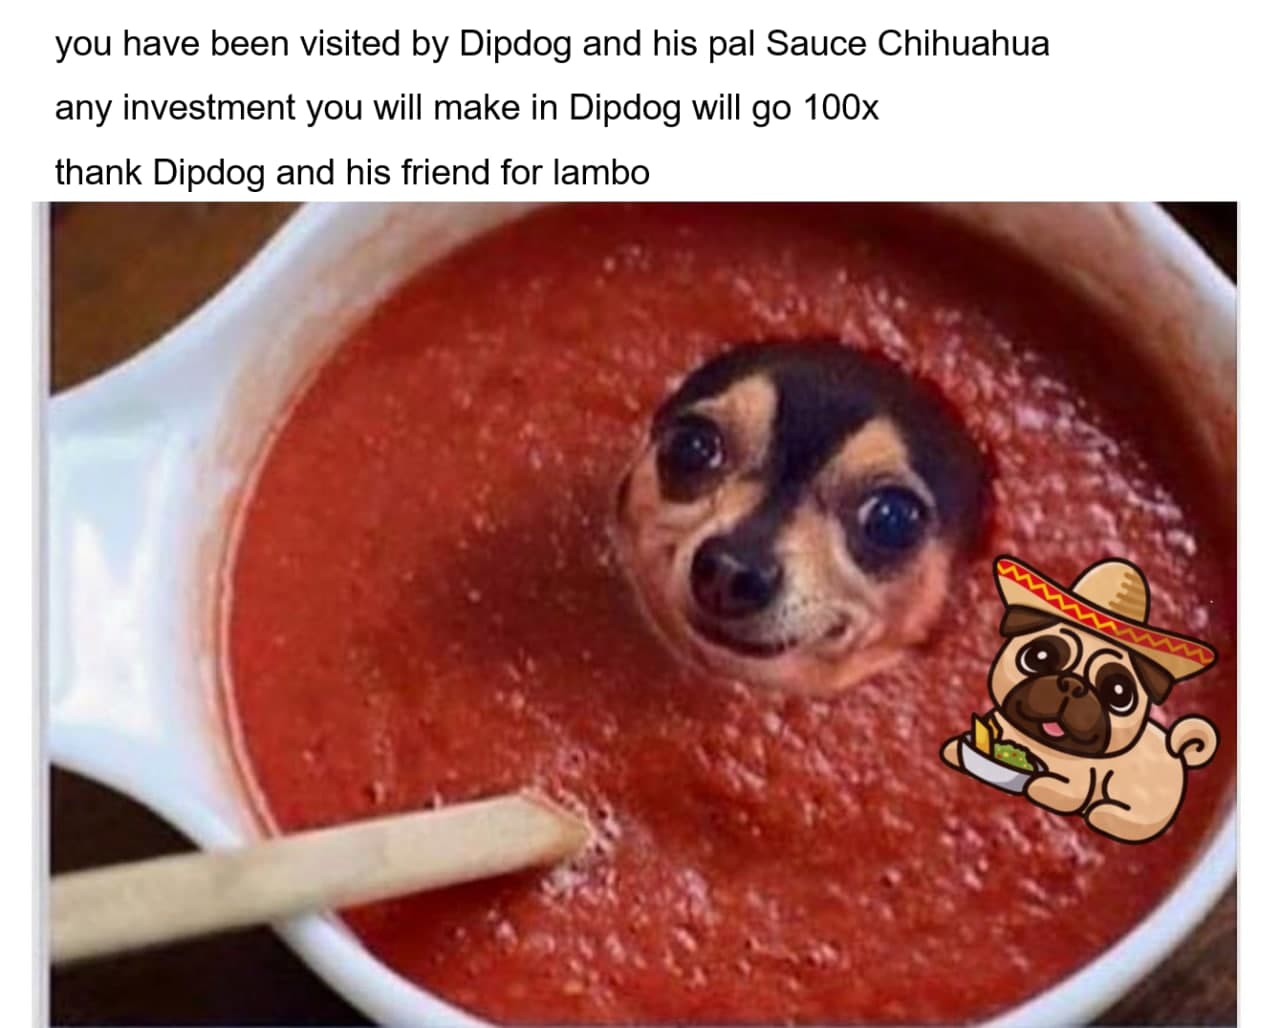 you have been visited by Dipdog and his pal Sauce Chihuahua
any investment you will make in Dipdog will go 100x
thank Dipdog and his friend for lambo